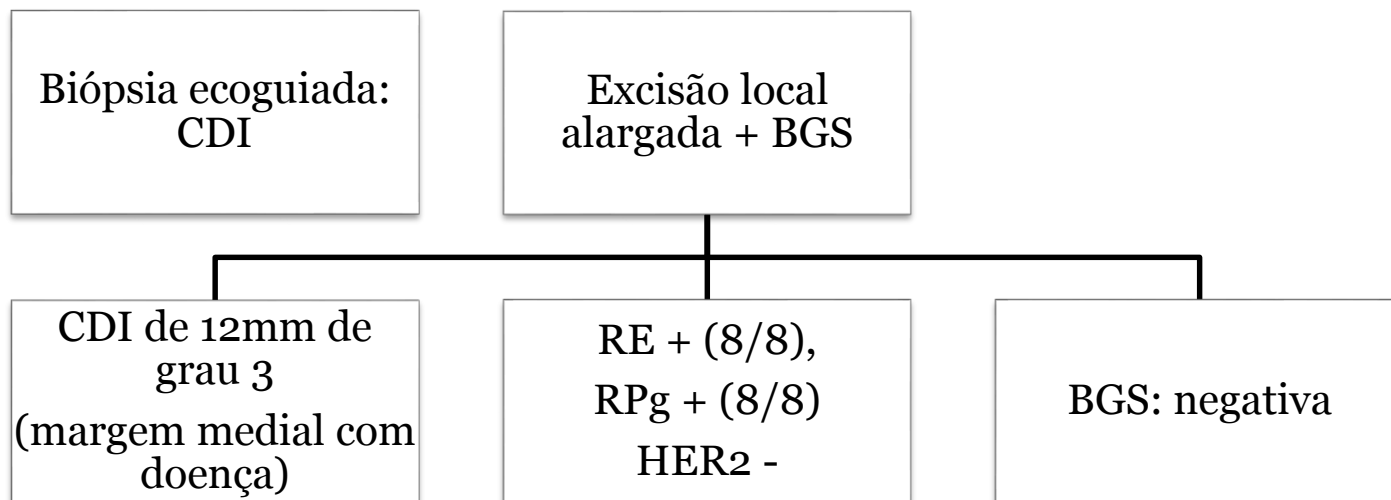 Biópsia ecoguiada:
CDI
Excisão local
alargada + BGS
CDI de 12mm de
grau 3
(margem medial com
doença)
RE + (8/8),
RPg + (8/8)
HER2 -
BGS: negativa